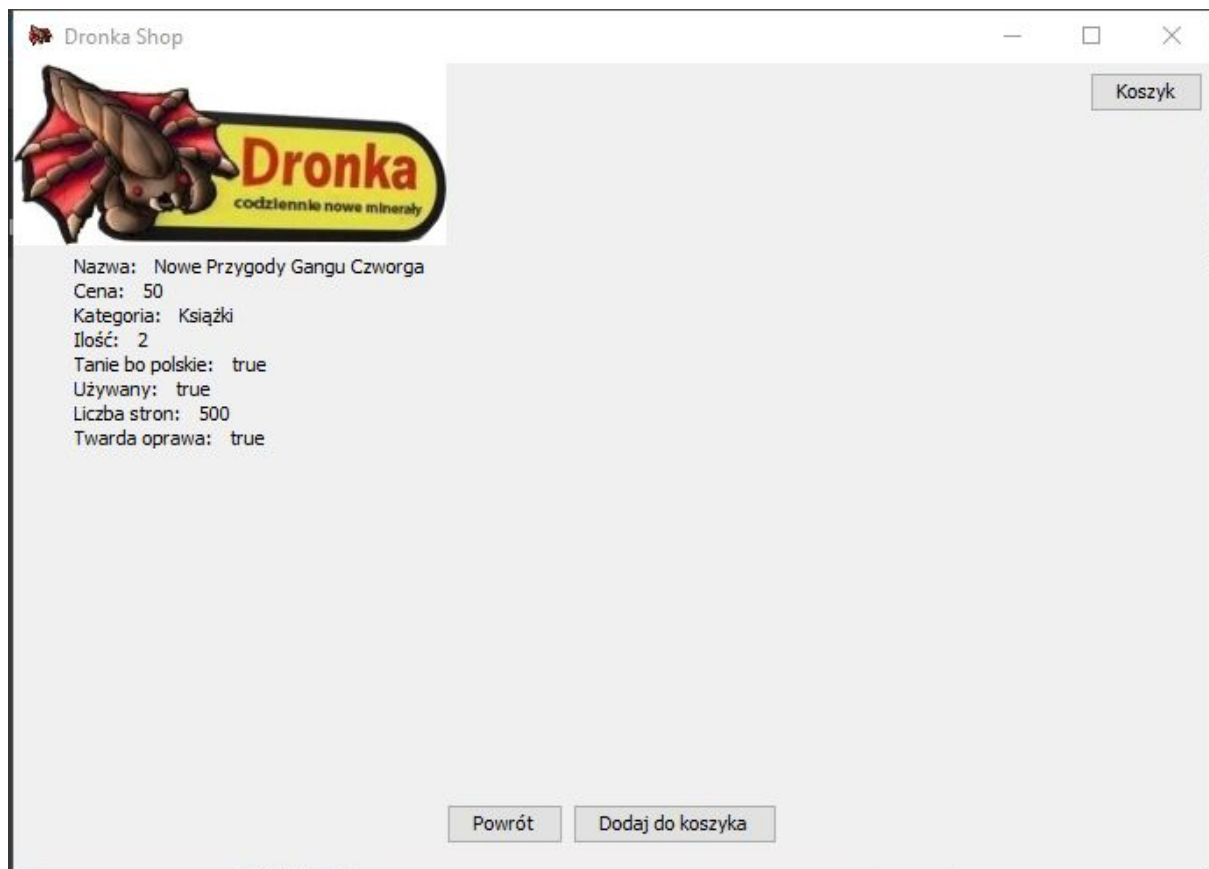 Dronka Shop
Koszyk
Dronka
codziennie nowe minerały
Nazwa: Nowe Przygody Gangu Czworga
Cena: 50
Kategoria: Książki
Ilość: 2
Tanie bo polskie: true
Używany: true
Liczba stron: 500
Twarda oprawa: true
Powrót
Dodaj do koszyka